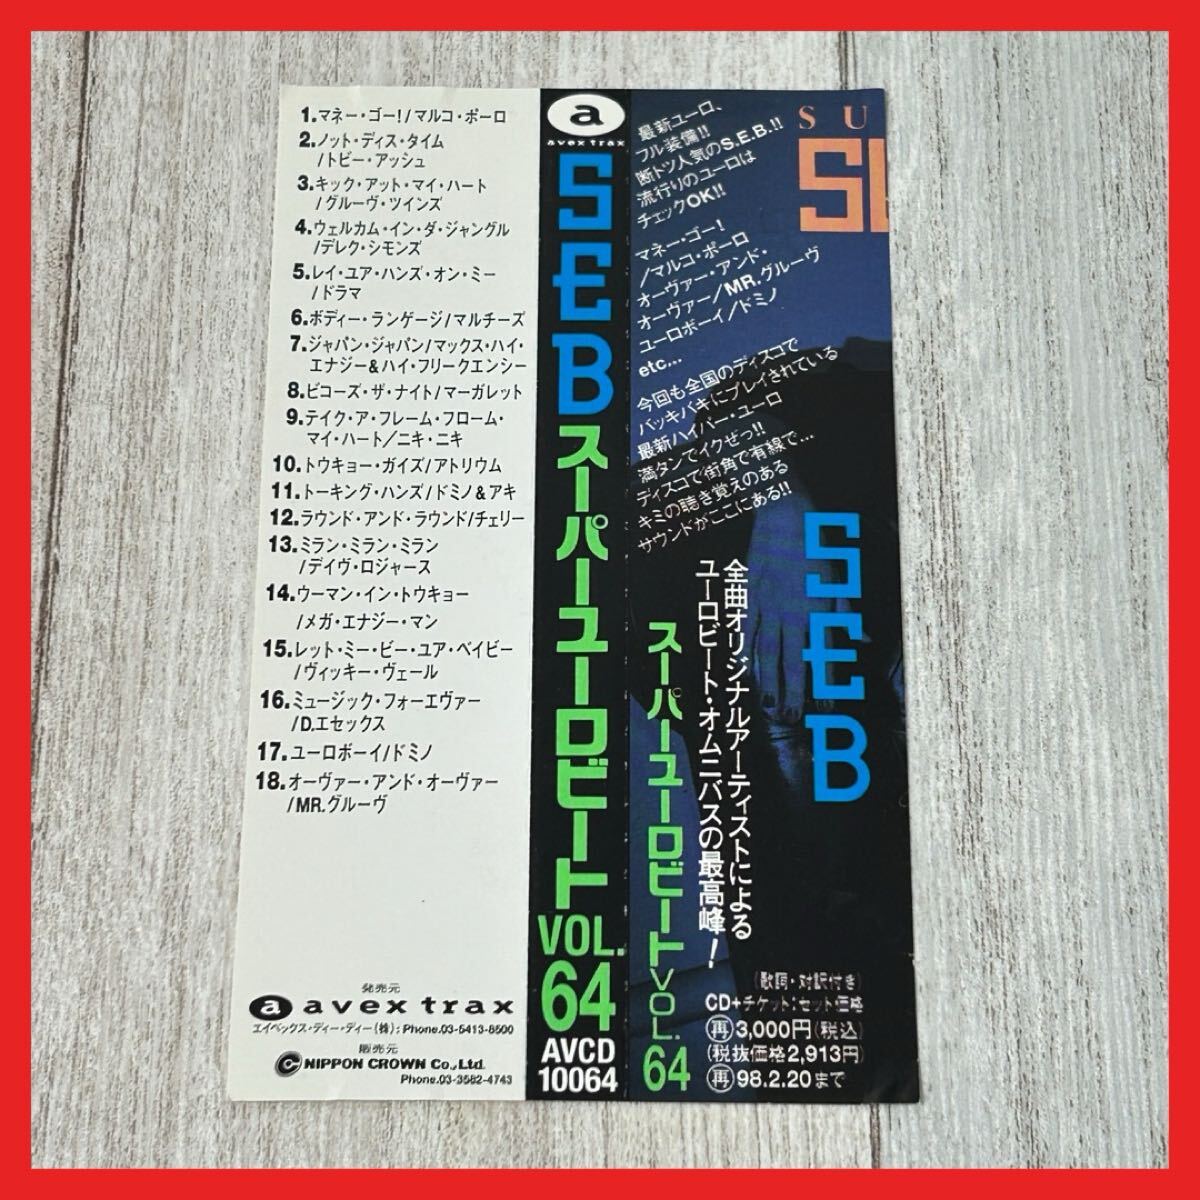 1.マネー・ゴー!/マルコ・ポーロ
2.ノット・ディス・タイム
/トビー・アッシュ
3.キック・アット・マイ・ハート
/グルーヴ・ツインズ
4.ウェルカム・イン・ダ・ジャングル
/デレク・シモンズ
5.レイ・ユア・ハンズ・オン・ミー
/ドラマ
6.ボディー・ランゲージ/マルチーズ
7.ジャパン・ジャパン/マックス・ハイ・
エナジー&ハイ・フリークエンシー
8.ビコーズ・ザ・ナイト/マーガレット
9.テイク・ア・フレーム・フローム・
マイ・ハート/ニキ・ニキ
10.トウキョー・ガイズ/アトリウム
11.トーキング・ハンズ/ドミノ&アキ
12.ラウンド・アンド・ラウンド/チェリー
13.ミラン・ミラン・ミラン
/デイヴ・ロジャース
14.ウーマン・イン・トウキョー
/メガ・エナジー・マン
15.レット・ミー・ビー・ユア・ベイビー
/ヴィッキー・ヴェール
16.ミュージック・フォーエヴァー
/D.エセックス
17.ユーロボーイ/ドミノ
18.オーヴァー・アンド・オーヴァー
/MR.グルーヴ
発売元
a avex trax
エイベックス・ディー・ディー(株):Phone.03-5413-8500
販売元
NIPPON CROWN Co.,Ltd.
Phone.03-3582-4743
a
avex trax
SEB
スーパーユーロビート
VOL.
64
AVCD
10064
最新ユーロ、
フル装備!!
断トツ人気のS.E.B.!!
流行りのユーロは
チェックOK!!
マネー・ゴー!
/マルコ・ポーロ
オーヴァー・アンド・
オーヴァー/MR.グルーヴ
ユーロボーイ/ドミノ
etc...
今回も全国のディスコで
バッキバキにプレイされている
最新ハイパー・ユーロ
満タンでイクぜっ!!
ディスコで街角で有線で...
キミの聴き覚えのある
サウンドがここにある!!
SU
SU
SEB
全曲オリジナルアーティストによる
ユーロビート・オムニバスの最高峰!
スーパーユーロビートVOL.64
(歌詞・対訳付き)
CD+チケット:セット価格
再3,000円(税込)
(税抜価格2,913円)
再98.2.20まで